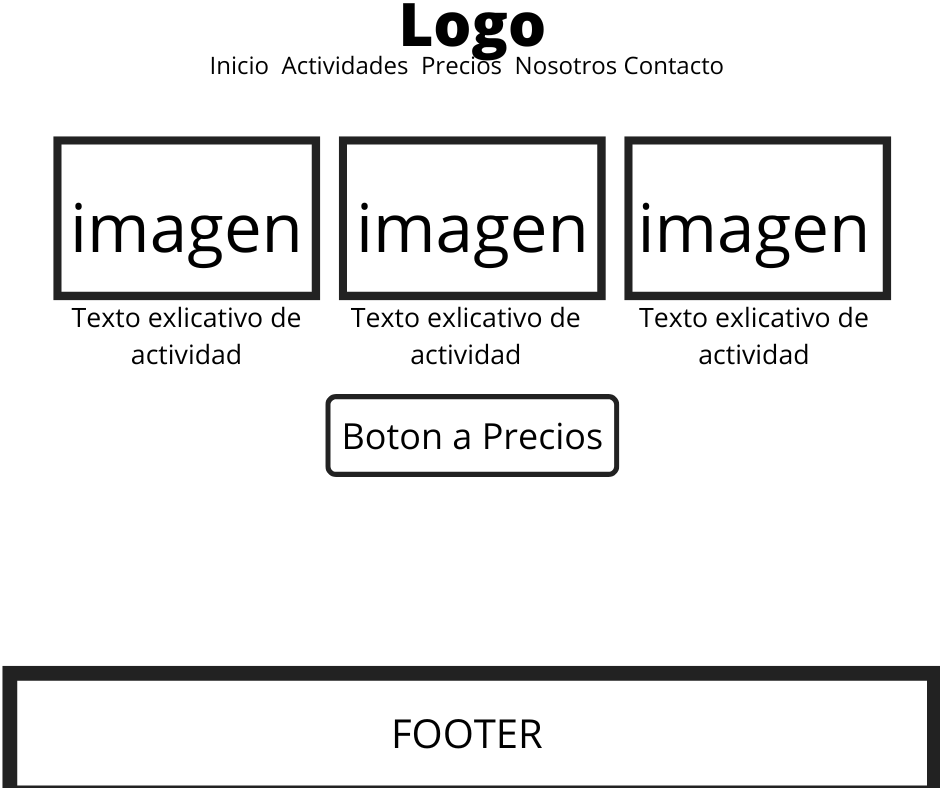 Logo
Inicio Actividades Precios Nosotros Contacto
imagen imagen imagen
Texto exlicativo de
actividad
Texto exlicativo de
actividad
Texto exlicativo de
actividad
Boton a Precios
FOOTER